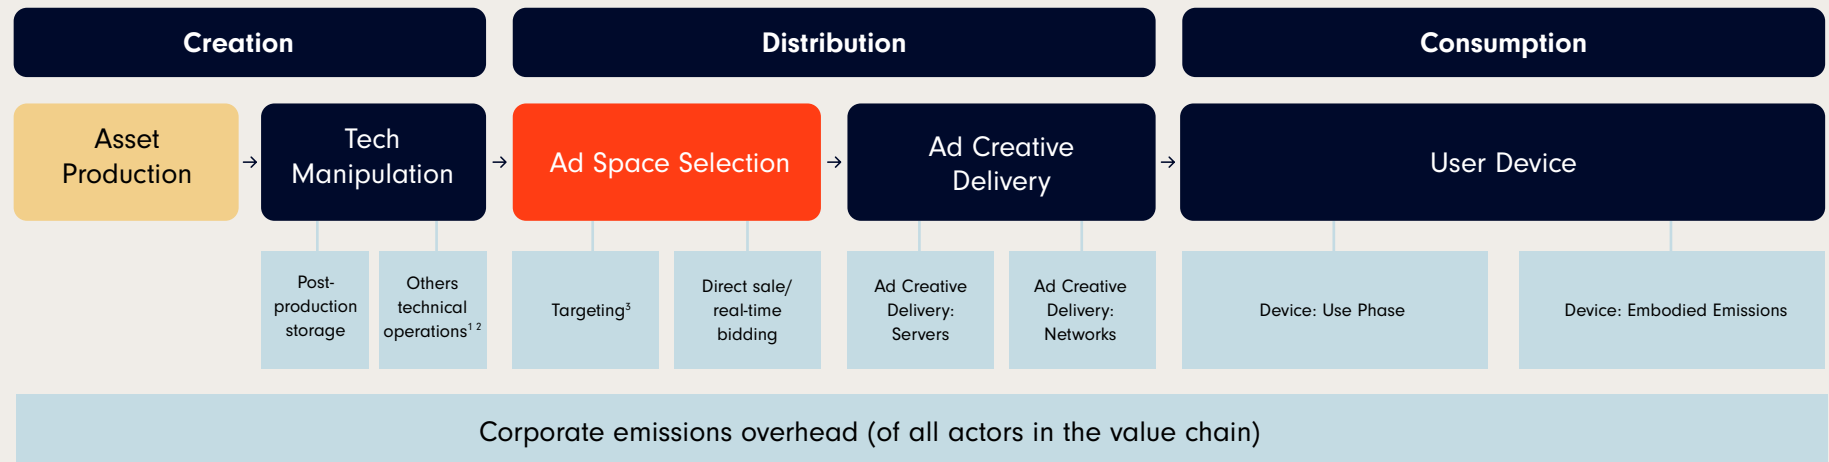 Creation
Distribution
Consumption
Asset
Production
→
Tech
Manipulation
→
Ad Space Selection
→
Ad Creative
Delivery
→
User Device
Post-
production
storage
Others
technical
operations¹ ²
Targeting³
Direct sale/
real-time
bidding
Ad Creative
Delivery:
Servers
Ad Creative
Delivery:
Networks
Device: Use Phase
Device: Embodied Emissions
Corporate emissions overhead (of all actors in the value chain)